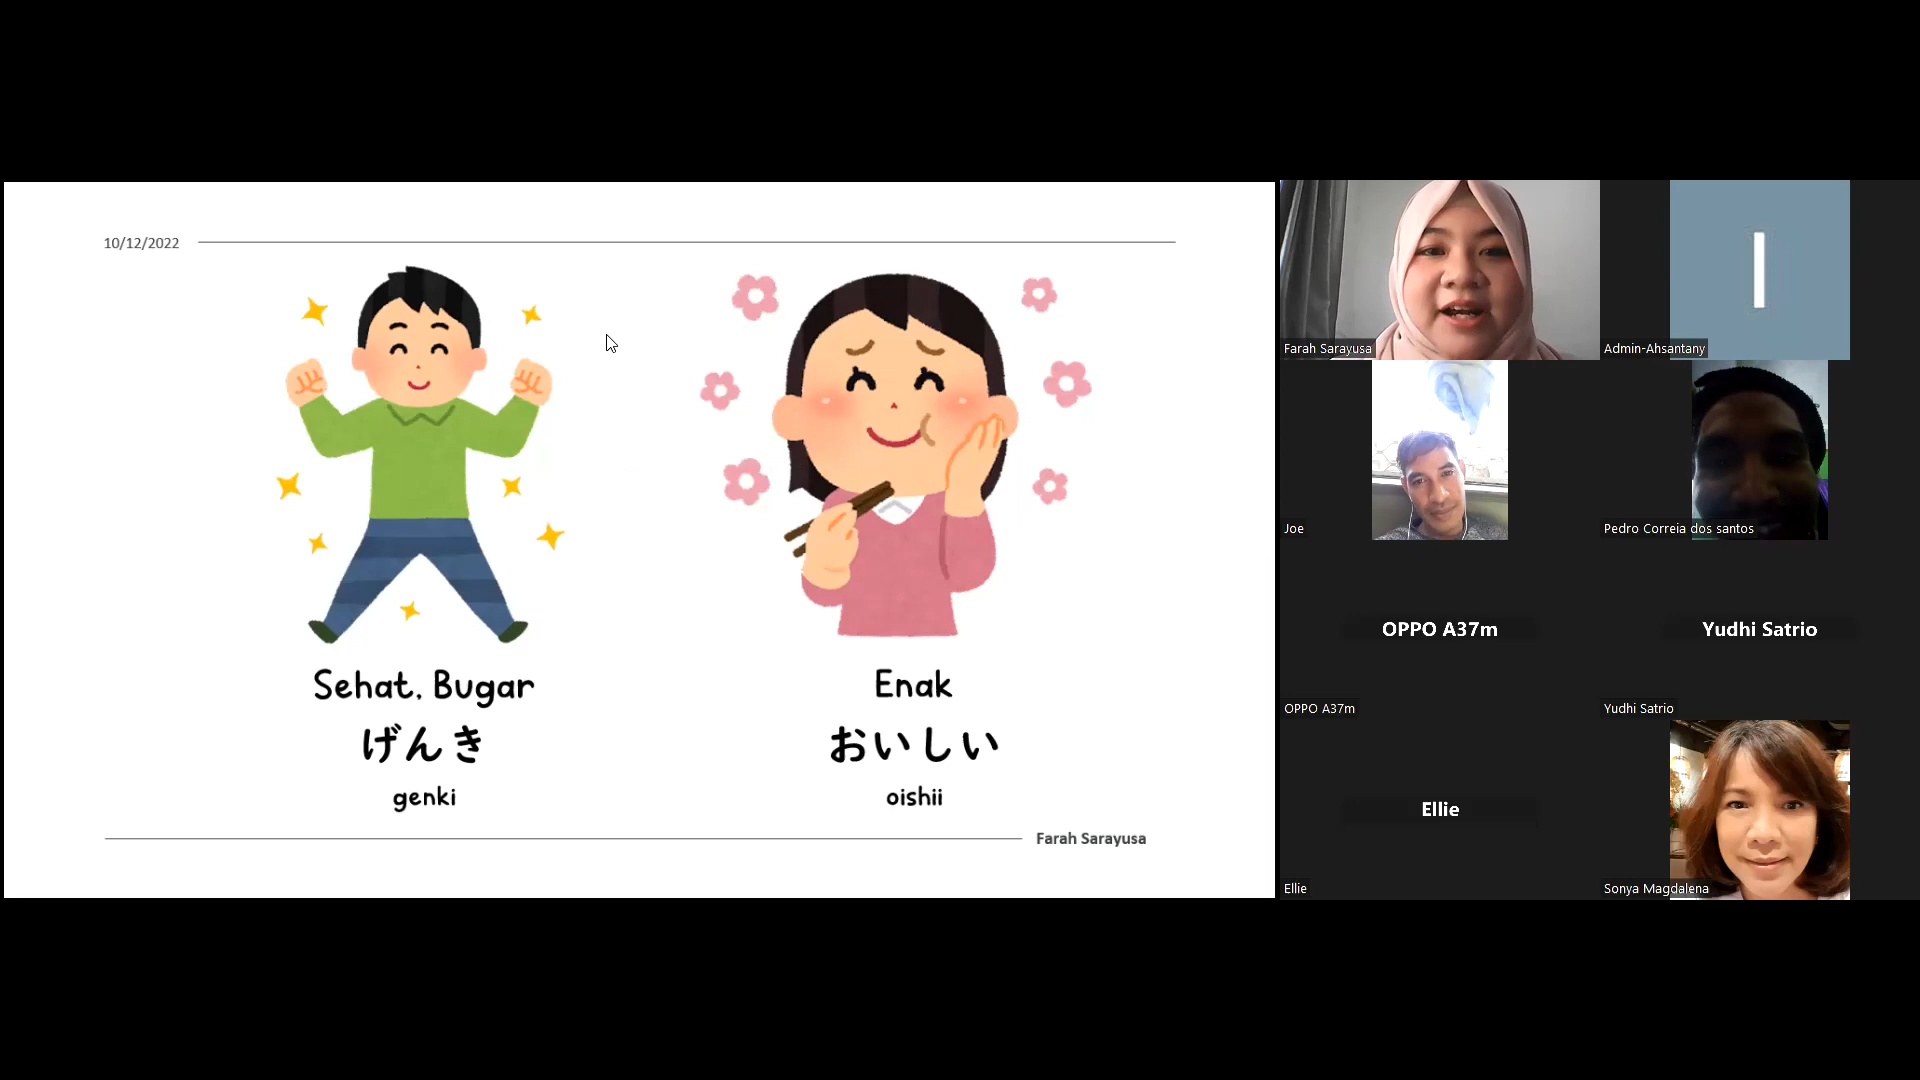 10/12/2022
Sehat, Bugar
げんき
genki
Enak
おいしい
oishii
Farah Sarayusa
Farah Sarayusa
I
Admin-Ahsantany
Joe
Pedro Correia dos santos
OPPO A37m
OPPO A37m
Yudhi Satrio
Yudhi Satrio
Ellie
Ellie
Sonya Magdalena